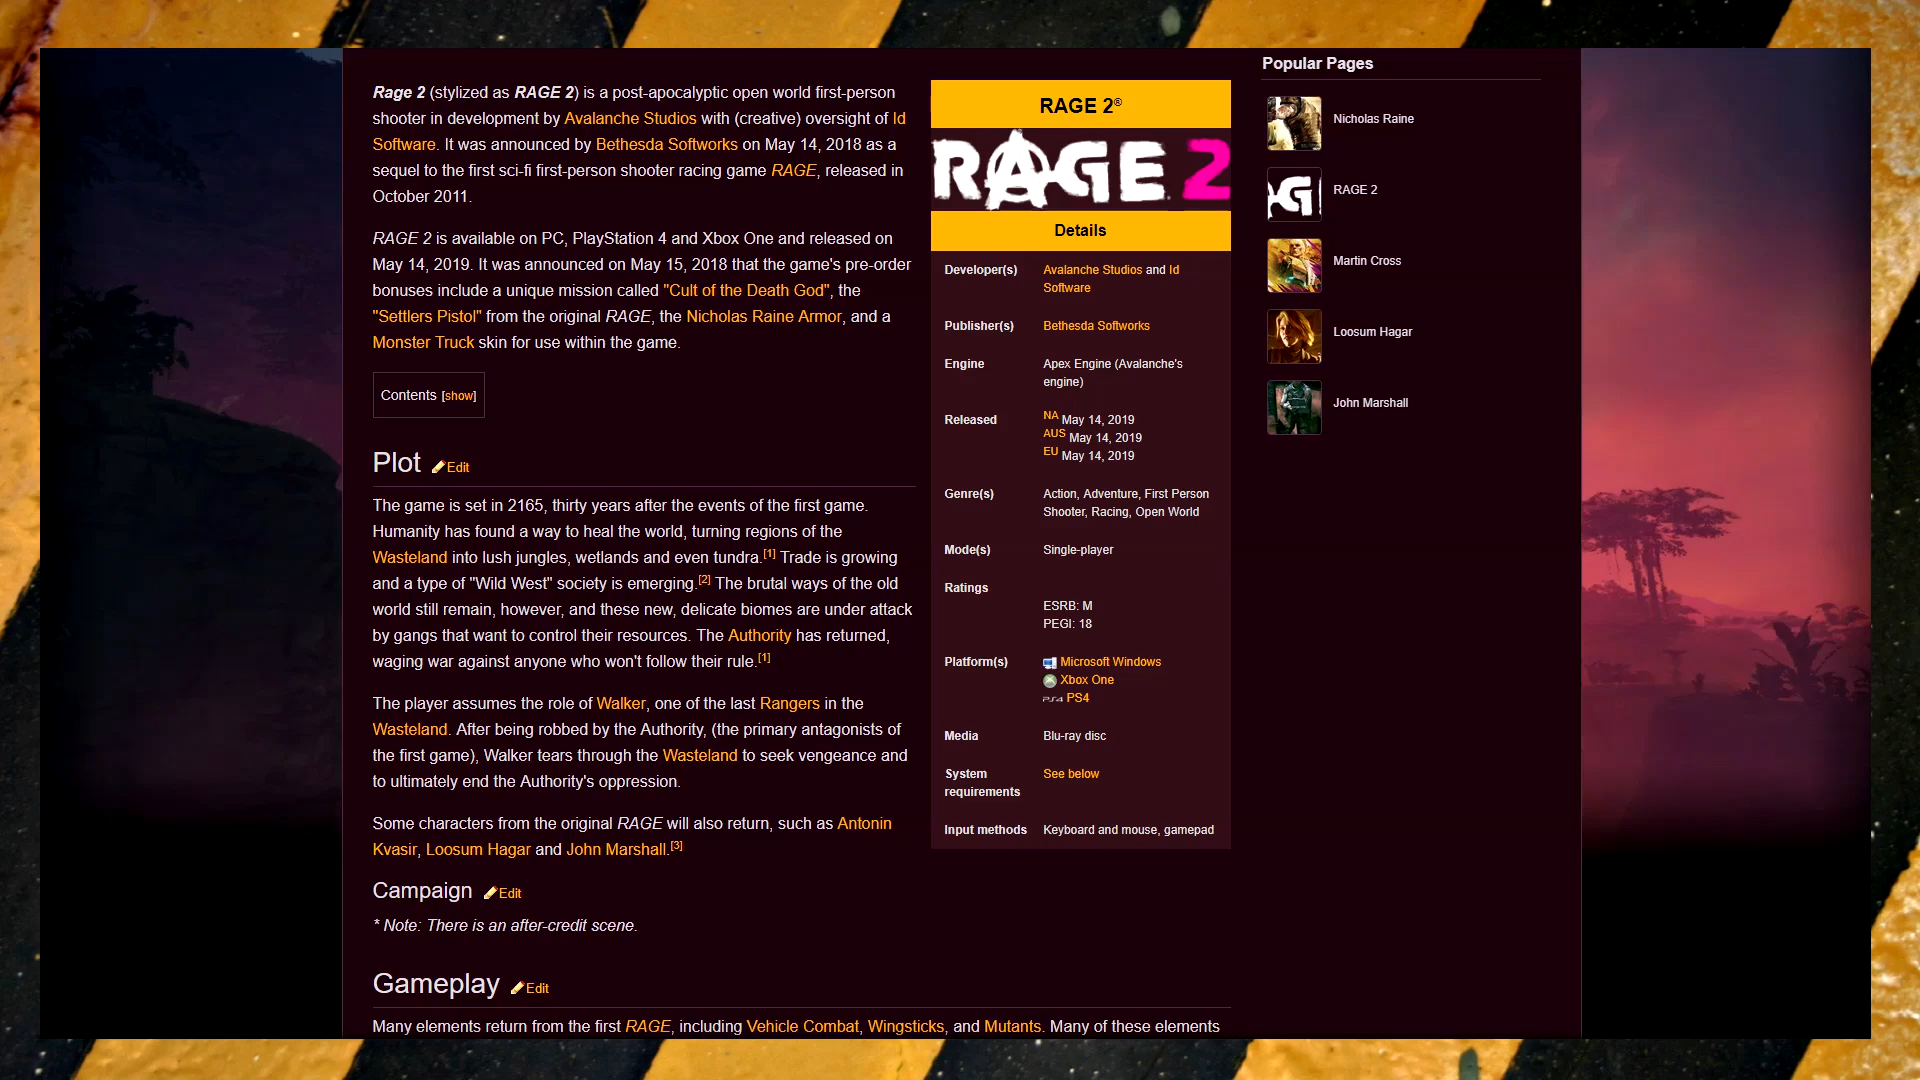 Rage 2 (stylized as RAGE 2) is a post-apocalyptic open world first-person
shooter in development by Avalanche Studios with (creative) oversight of Id
Software. It was announced by Bethesda Softworks on May 14, 2018 as a
sequel to the first sci-fi first-person shooter racing game RAGE, released in
October 2011.
RAGE 2 is available on PC, PlayStation 4 and Xbox One and released on
May 14, 2019. It was announced on May 15, 2018 that the game's pre-order
bonuses include a unique mission called "Cult of the Death God", the
"Settlers Pistol" from the original RAGE, the Nicholas Raine Armor, and a
Monster Truck skin for use within the game.
Contents [show]
Plot Edit
The game is set in 2165, thirty years after the events of the first game.
Humanity has found a way to heal the world, turning regions of the
Wasteland into lush jungles, wetlands and even tundra.[1] Trade is growing
and a type of "Wild West" society is emerging.[2] The brutal ways of the old
world still remain, however, and these new, delicate biomes are under attack
by gangs that want to control their resources. The Authority has returned,
waging war against anyone who won't follow their rule.[1]
The player assumes the role of Walker, one of the last Rangers in the
Wasteland. After being robbed by the Authority, (the primary antagonists of
the first game), Walker tears through the Wasteland to seek vengeance and
to ultimately end the Authority's oppression.
Some characters from the original RAGE will also return, such as Antonin
Kvasir, Loosum Hagar and John Marshall.[3]
Campaign Edit
* Note: There is an after-credit scene.
Gameplay Edit
Many elements return from the first RAGE, including Vehicle Combat, Wingsticks, and Mutants. Many of these elements
RAGE 2®
RAGE 2
Details
Developer(s) Avalanche Studios and Id
Software
Publisher(s) Bethesda Softworks
Engine Apex Engine (Avalanche's
engine)
Released NA May 14, 2019
AUS May 14, 2019
EU May 14, 2019
Genre(s) Action, Adventure, First Person
Shooter, Racing, Open World
Mode(s) Single-player
Ratings
ESRB: M
PEGI: 18
Platform(s) Microsoft Windows
Xbox One
PS4 PS4
Media Blu-ray disc
System See below
requirements
Input methods Keyboard and mouse, gamepad
Popular Pages
Nicholas Raine
RAGE 2
Martin Cross
Loosum Hagar
John Marshall